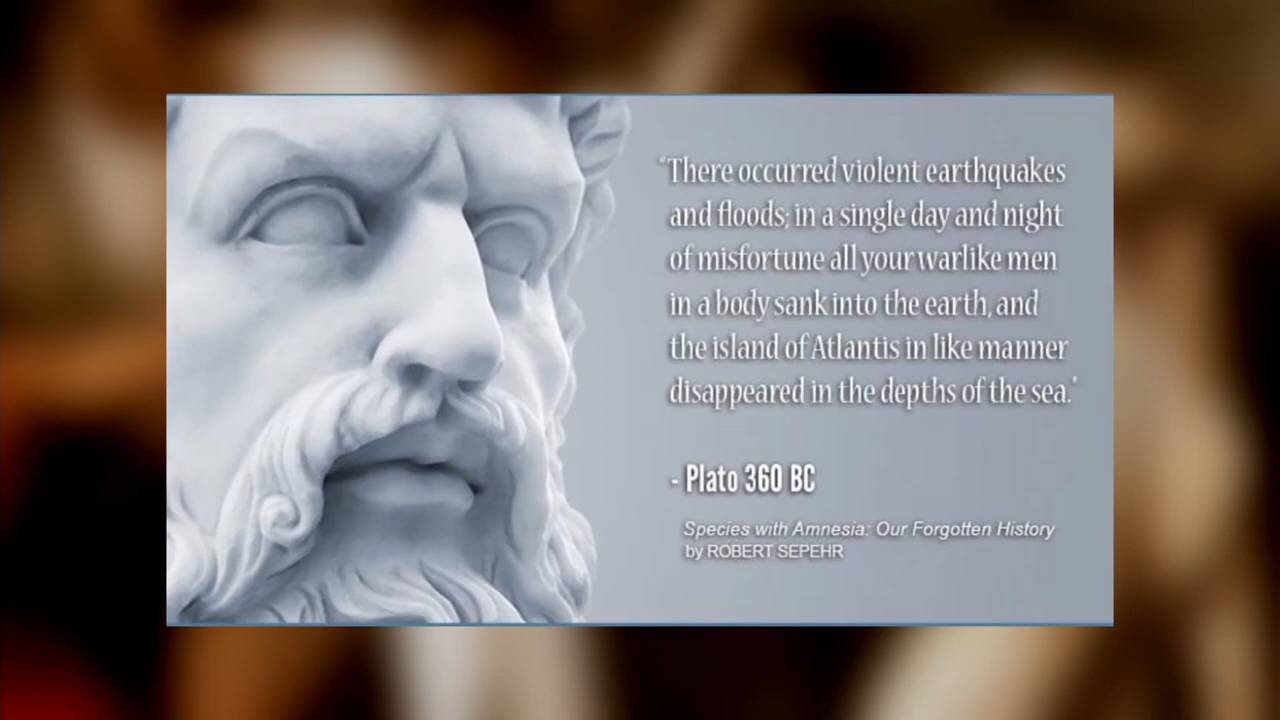 "There occurred violent earthquakes
and floods; in a single day and night
of misfortune all your warlike men
in a body sank into the earth, and
the island of Atlantis in like manner
disappeared in the depths of the sea."
- Plato 360 BC
Species with Amnesia: Our Forgotten History
by ROBERT SEPEHR